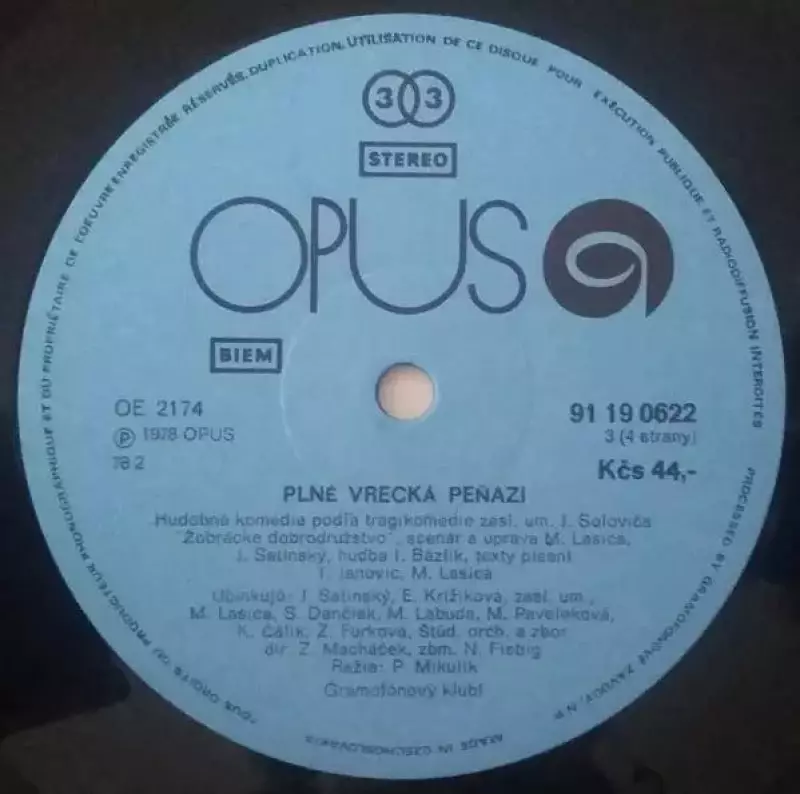 TOUS DROITS DU PRODUCTEUR PHONOGRAPHIQUE ET DU PROPRIÉTAIRE DE L'OEUVRE ENREGISTRÉE RÉSERVÉS. DUPLICATION, UTILISATION DE CE DISQUE POUR EXÉCUTION PUBLIQUE ET RADIODIFFUSION INTERDITES
33
STEREO
OPUS
BIEM
OE 2174
91 19 0622
Ⓟ 1978 OPUS
3 (4 strany)
78 2
Kčs 44,-
PLNÉ VRECKÁ PEŇAZÍ
Hudobná komédia podľa tragikomédie zasl. um. J. Soloviča
"Žobrácke dobrodružstvo", scenár a úprava M. Lasica,
J. Satinský, hudba I. Bázlik, texty piesní
T. Janovic, M. Lasica
Účinkujú: J. Satinský, E. Krížiková, zasl. um.,
M. Lasica, S. Dančiak, M. Labuda, M. Paveleková,
K. Čálik, Z. Furková, Štúd. orch. a zbor
dir. Z. Macháček, zbm. N. Fiebig
Réžia: P. Mikulík
Gramofónový klub!
PROCESSED BY GRAMOFONOVÉ ZÁVODY, N.P.
MADE IN CZECHOSLOVAKIA